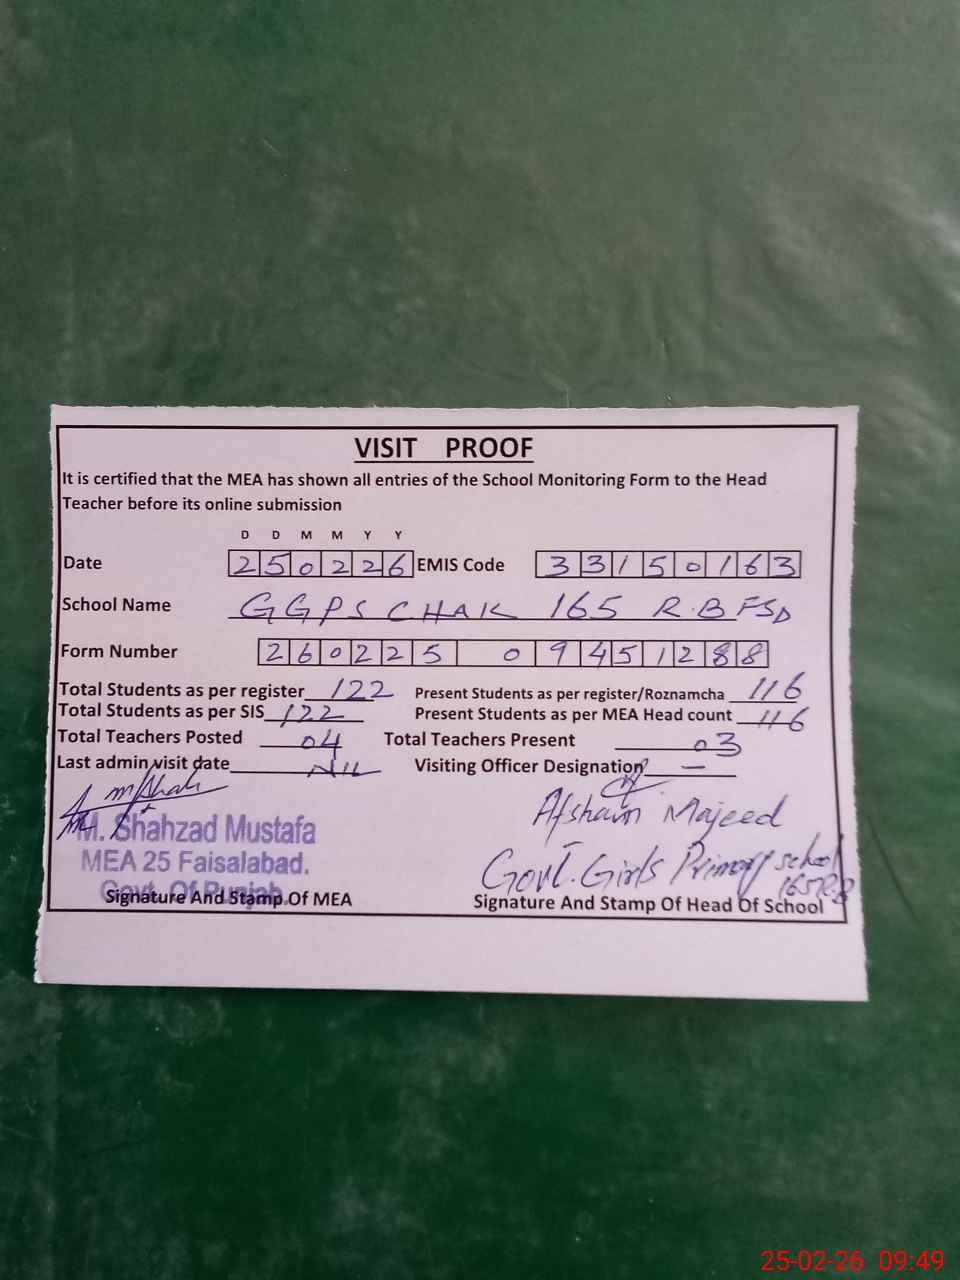 VISIT PROOF
It is certified that the MEA has shown all entries of the School Monitoring Form to the Head
Teacher before its online submission
D D M M Y Y
Date 250226 EMIS Code 33150163
School Name GGPS CHAK 165 R.B FSD
Form Number 260225 09451288
Total Students as per register 122 Present Students as per register/Roznamcha 116
Total Students as per SIS 122 Present Students as per MEA Head count 116
Total Teachers Posted 04 Total Teachers Present 03
Last admin visit date NIL Visiting Officer Designation —
M. Shahzad Mustafa Afshawn Majeed
MEA 25 Faisalabad. Govt. Girls Primary school
Govt. Of Punjab. 165 R.B
Signature And Stamp Of MEA Signature And Stamp Of Head Of School
25-02-26 09:49